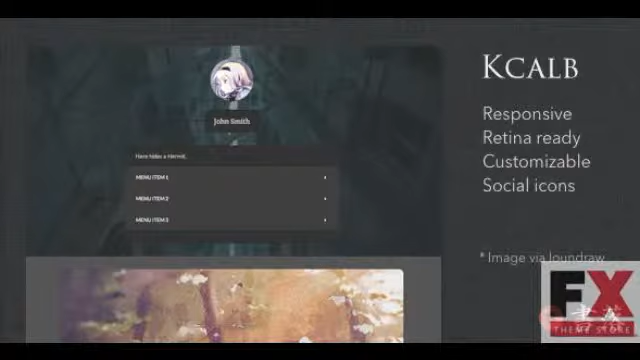 John Smith
Here hides a Hermit.
MENU ITEM 1
MENU ITEM 2
MENU ITEM 3
KCALB
Responsive
Retina ready
Customizable
Social icons
* Image via loundraw
FX
THEME STORE